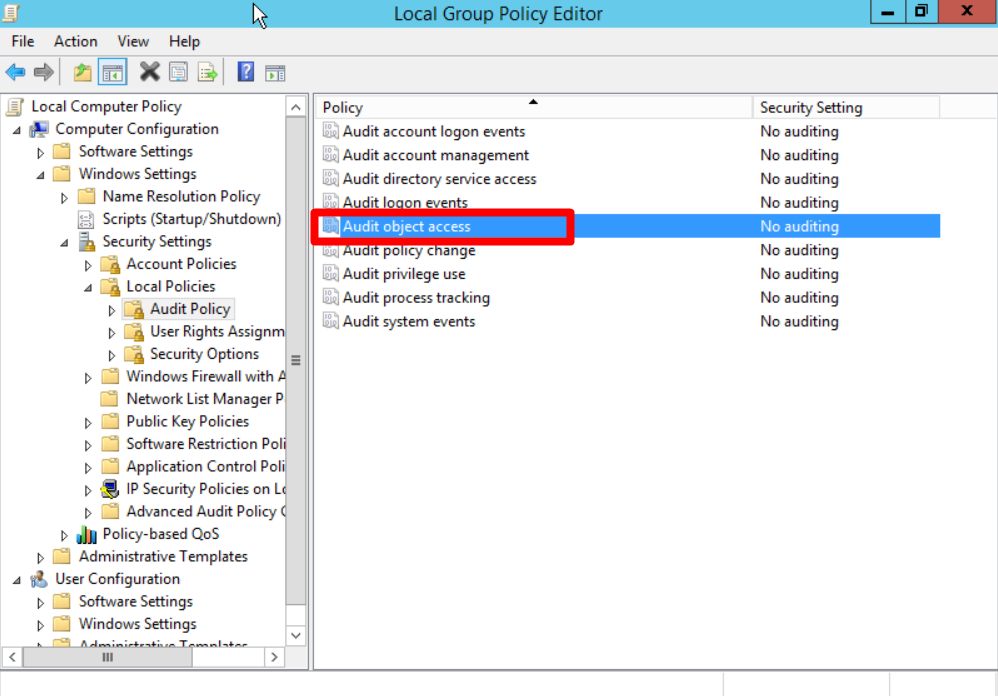 Local Group Policy Editor
File Action View Help
Local Computer Policy
Computer Configuration
Software Settings
Windows Settings
Name Resolution Policy
Scripts (Startup/Shutdown)
Security Settings
Account Policies
Local Policies
Audit Policy
User Rights Assignm
Security Options
Windows Firewall with A
Network List Manager P
Public Key Policies
Software Restriction Poli
Application Control Poli
IP Security Policies on Lo
Advanced Audit Policy C
Policy-based QoS
Administrative Templates
User Configuration
Software Settings
Windows Settings
Administrative Templates
Policy Security Setting
Audit account logon events No auditing
Audit account management No auditing
Audit directory service access No auditing
Audit logon events No auditing
Audit object access No auditing
Audit policy change No auditing
Audit privilege use No auditing
Audit process tracking No auditing
Audit system events No auditing